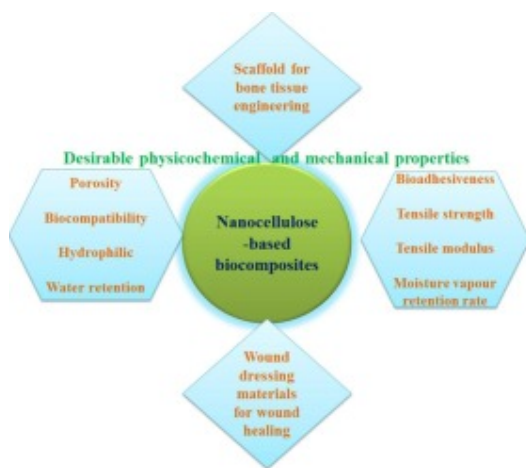 Scaffold for
bone tissue
engineering
Desirable physicochemical and mechanical properties
Porosity
Biocompatibility
Hydrophilic
Water retention
Nanocellulose
-based
biocomposites
Bioadhesiveness
Tensile strength
Tensile modulus
Moisture vapour
retention rate
Wound
dressing
materials
for wound
healing